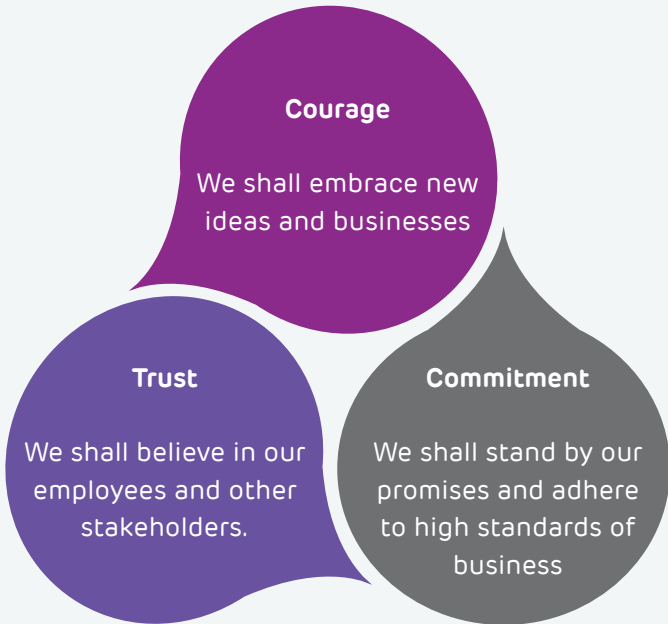 Courage
We shall embrace new
ideas and businesses
Trust
We shall believe in our
employees and other
stakeholders.
Commitment
We shall stand by our
promises and adhere
to high standards of
business